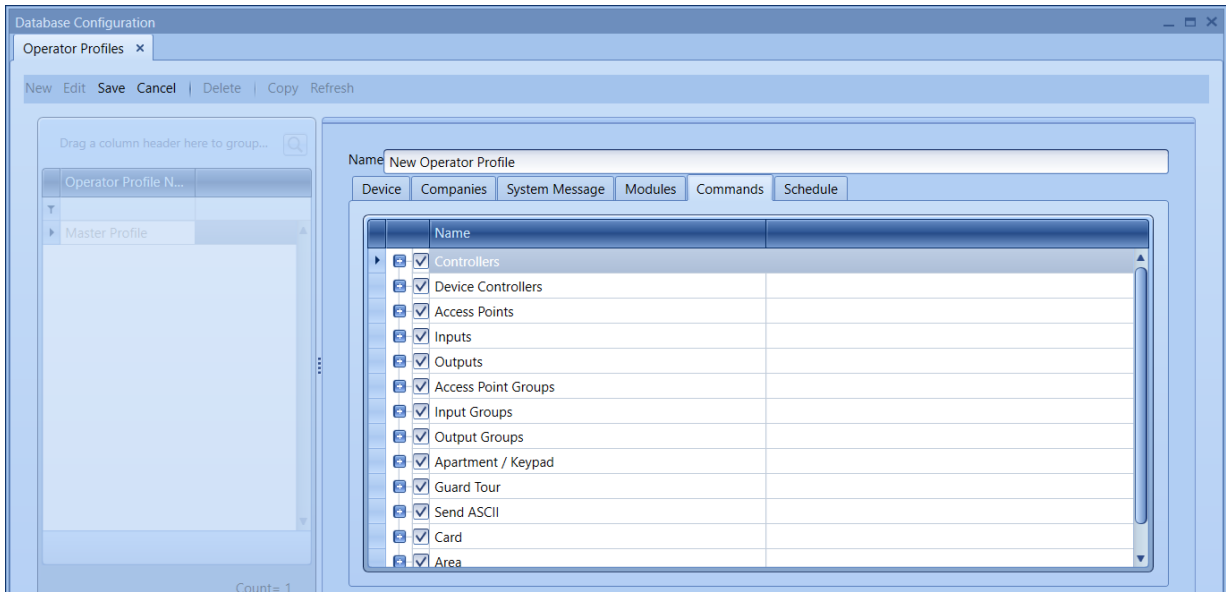 Database Configuration
Operator Profiles
New Edit Save Cancel | Delete | Copy Refresh
Drag a column header here to group...
Operator Profile N...
Master Profile
Count= 1
Name New Operator Profile
Device Companies System Message Modules Commands Schedule
Name
Controllers
Device Controllers
Access Points
Inputs
Outputs
Access Point Groups
Input Groups
Output Groups
Apartment / Keypad
Guard Tour
Send ASCII
Card
Area